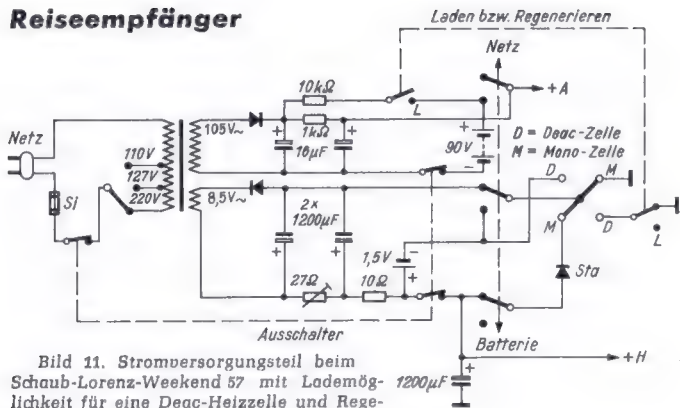 Reiseempfänger
Laden bzw. Regenerieren
Netz
10kΩ
L
+A
105V~
1kΩ
Netz
+
+
+
16µF
90V
-
D = Deac-Zelle
M = Mono-Zelle
110V
127V
220V
Si
8,5V~
D
M
2×
1200µF
M
D
L
1,5V
-
+
+
+
27Ω
10Ω
Sta
Ausschalter
Batterie
+H
+
1200µF
Bild 11. Stromversorgungsteil beim
Schaub-Lorenz-Weekend 57 mit Lademög-
lichkeit für eine Deac-Heizzelle und Rege-